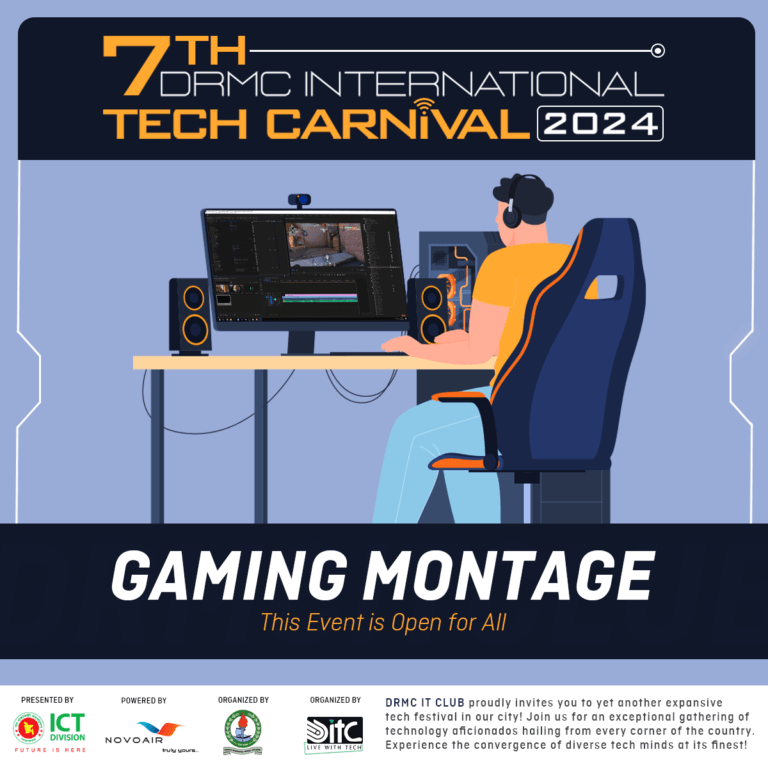 7TH
DRMC INTERNATIONAL
TECH CARNIVAL 2024
GAMING MONTAGE
This Event is Open for All
PRESENTED BY
ICT
DIVISION
FUTURE IS HERE
POWERED BY
NOVOAIR
truly yours...
ORGANIZED BY
ORGANIZED BY
DITC
LIVE WITH TECH
DRMC IT CLUB proudly invites you to yet another expansive
tech festival in our city! Join us for an exceptional gathering of
technology aficionados hailing from every corner of the country.
Experience the convergence of diverse tech minds at its finest!